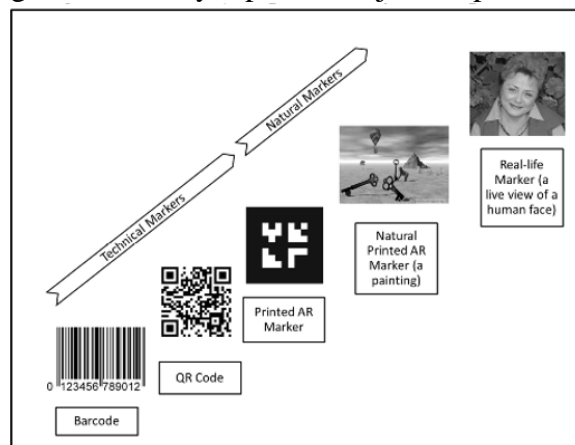 Natural Markers
Technical Markers
Real-life
Marker (a
live view of a
human face)
Natural
Printed AR
Marker (a
painting)
Printed AR
Marker
QR Code
0 123456 789012
Barcode